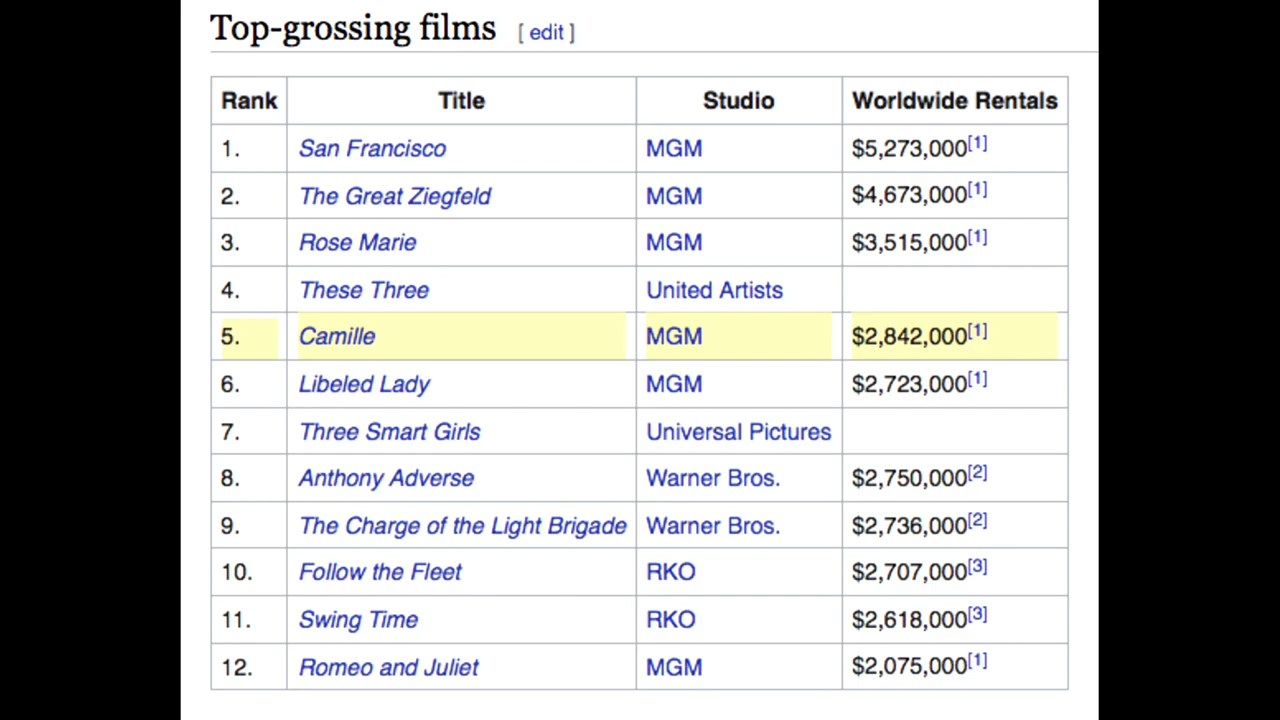 Top-grossing films [ edit ]
Rank Title Studio Worldwide Rentals
1. San Francisco MGM $5,273,000[1]
2. The Great Ziegfeld MGM $4,673,000[1]
3. Rose Marie MGM $3,515,000[1]
4. These Three United Artists
5. Camille MGM $2,842,000[1]
6. Libeled Lady MGM $2,723,000[1]
7. Three Smart Girls Universal Pictures
8. Anthony Adverse Warner Bros. $2,750,000[2]
9. The Charge of the Light Brigade Warner Bros. $2,736,000[2]
10. Follow the Fleet RKO $2,707,000[3]
11. Swing Time RKO $2,618,000[3]
12. Romeo and Juliet MGM $2,075,000[1]